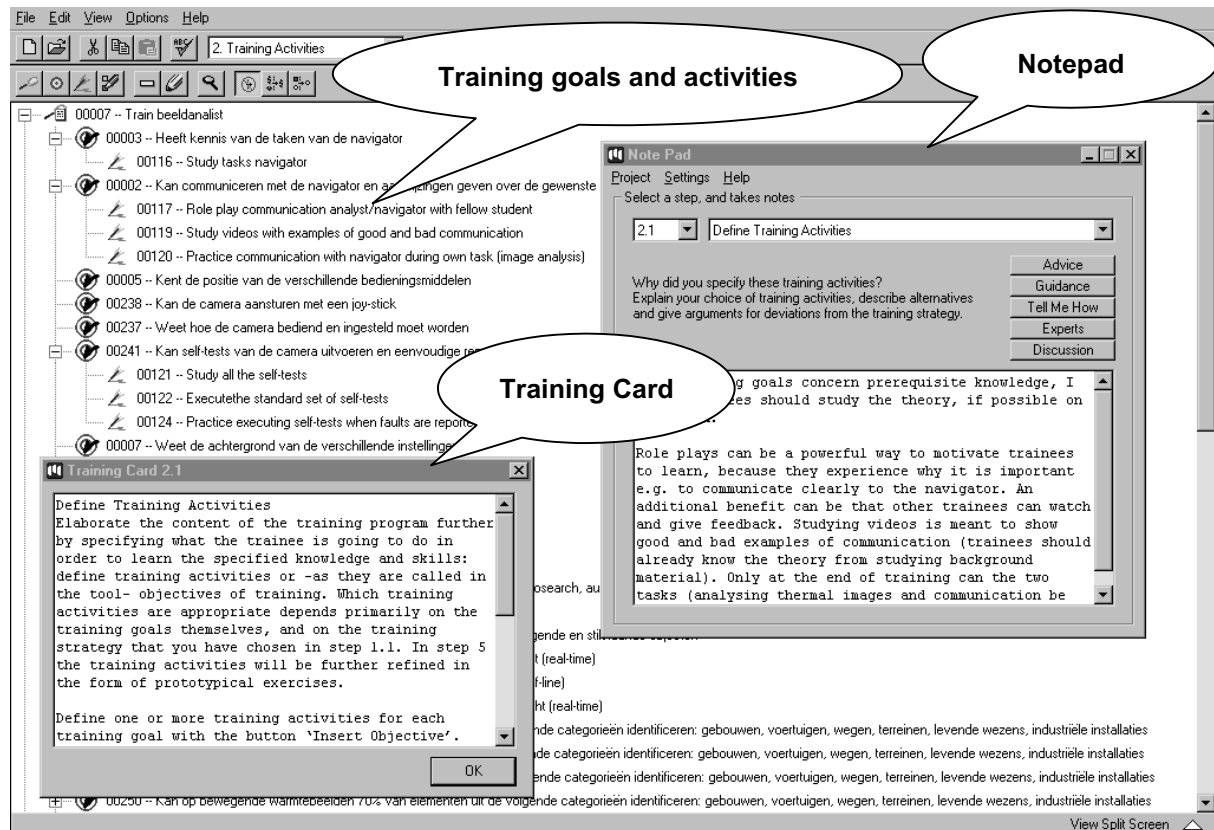 File Edit View Options Help
2. Training Activities
Training goals and activities
Notepad
00007 -- Train beeldanalist
00003 -- Heeft kennis van de taken van de navigator
00116 -- Study tasks navigator
00002 -- Kan communiceren met de navigator en aanwijzingen geven over de gewenste
00117 -- Role play communication analyst/navigator with fellow student
00119 -- Study videos with examples of good and bad communication
00120 -- Practice communication with navigator during own task (image analysis)
00005 -- Kent de positie van de verschillende bedieningsmiddelen
00238 -- Kan de camera aansturen met een joy-stick
00237 -- Weet hoe de camera bediend en ingesteld moet worden
00241 -- Kan self-tests van de camera uitvoeren en eenvoudige
00121 -- Study all the self-tests
00122 -- Executethe standard set of self-tests
00124 -- Practice executing self-tests when faults are reported
00007 -- Weet de achtergrond van de verschillende instellingen
Note Pad
Project Settings Help
Select a step, and takes notes
2.1 Define Training Activities
Why did you specify these training activities?
Explain your choice of training activities, describe alternatives
and give arguments for deviations from the training strategy.
Advice
Guidance
Tell Me How
Experts
Discussion
goals concern prerequisite knowledge, I
should study the theory, if possible on
Role plays can be a powerful way to motivate trainees
to learn, because they experience why it is important
e.g. to communicate clearly to the navigator. An
additional benefit can be that other trainees can watch
and give feedback. Studying videos is meant to show
good and bad examples of communication (trainees should
already know the theory from studying background
material). Only at the end of training can the two
tasks (analysing thermal images and communication be
Training Card
Training Card 2.1
Define Training Activities
Elaborate the content of the training program further
by specifying what the trainee is going to do in
order to learn the specified knowledge and skills:
define training activities or -as they are called in
the tool- objectives of training. Which training
activities are appropriate depends primarily on the
training goals themselves, and on the training
strategy that you have chosen in step 1.1. In step 5
the training activities will be further refined in
the form of prototypical exercises.
Define one or more training activities for each
training goal with the button 'Insert Objective'.
OK
(real-time)
(real-time)
categorieën identificeren: gebouwen, voertuigen, wegen, terreinen, levende wezens, industriële installaties
categorieën identificeren: gebouwen, voertuigen, wegen, terreinen, levende wezens, industriële installaties
categorieën identificeren: gebouwen, voertuigen, wegen, terreinen, levende wezens, industriële installaties
00250 -- Kan op bewegende warmtebeelden 70% van elementen uit de volgende categorieën identificeren: gebouwen, voertuigen, wegen, terreinen, levende wezens, industriële installaties
View Split Screen